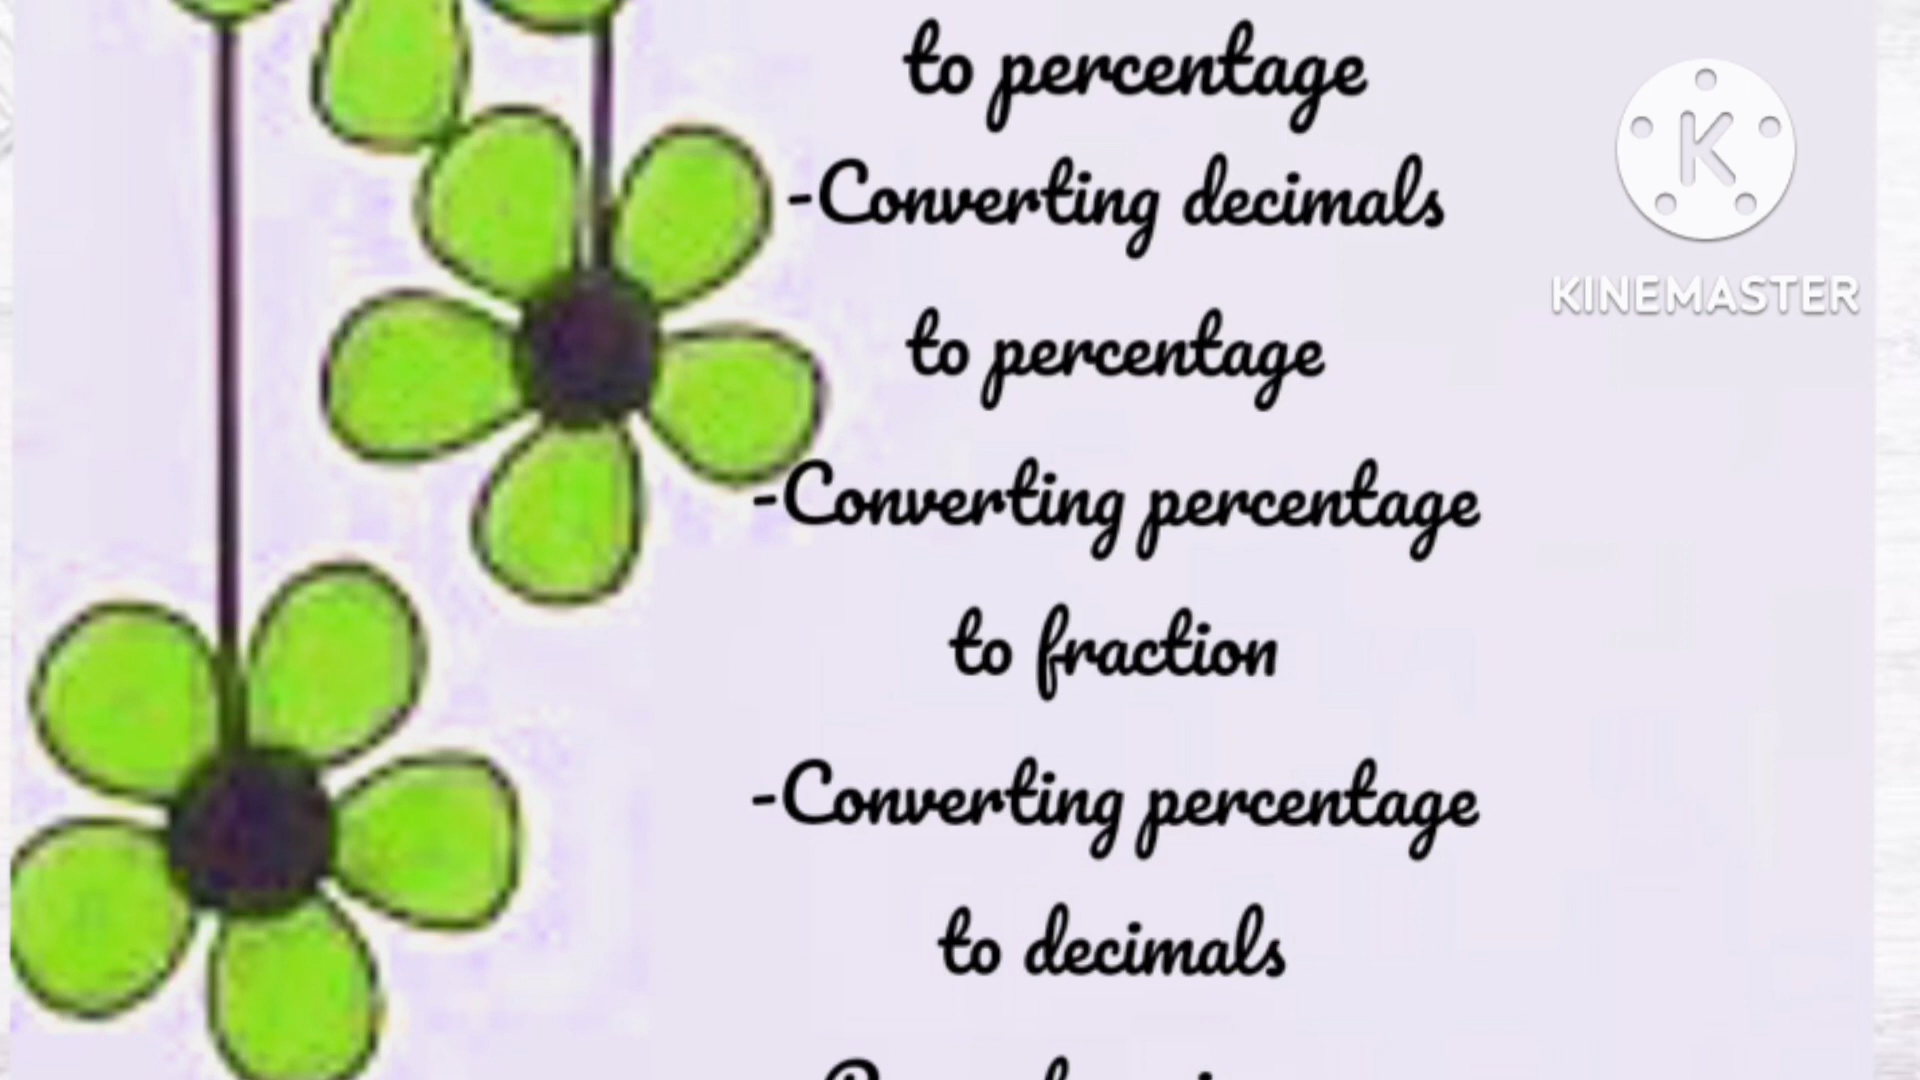 to percentage
-Converting decimals
to percentage
-Converting percentage
to fraction
-Converting percentage
to decimals
K
KINEMASTER